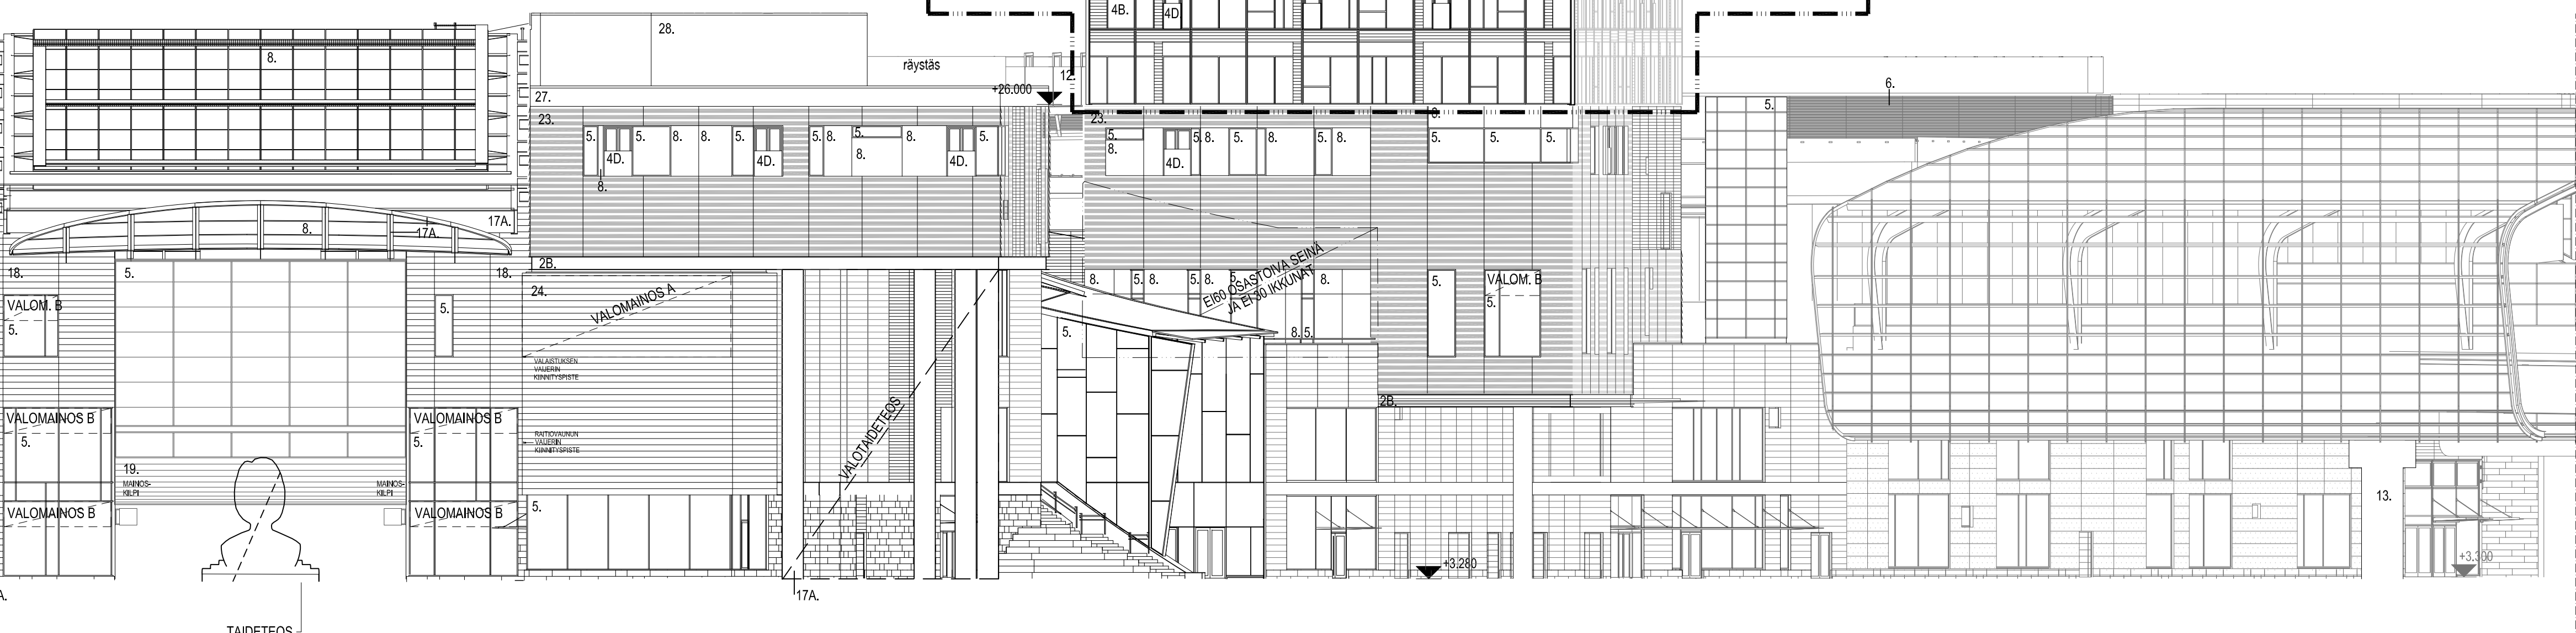 4B.
4D.
28.
räystäs
8.
12.
6.
+26.000
27.
5.
23.
23.
8.
5.
5.
8.
8.
5.
5.
8.
5.
8.
5.
4D.
4D.
8.
4D.
8.
5.
8.
4D.
5.
8.
5.
8.
5.
8.
5.
5.
5.
17A.
8.
17A.
2B.
18.
5.
18.
24.
VALOMAINOS A
8.
5.
8.
5.
8.
5.
8.
EI60 OSASTOIVA SEINÄ
JA EI 30 IKKUNAT
5.
VALOM. B
5.
VALOM. B
5.
5.
5.
8.
5.
VALAISTUKSEN
VAIJERIN
KIINNITYSPISTE
VALOTAIDETEOS
2B.
VALOMAINOS B
5.
VALOMAINOS B
5.
RAITIOVAUNUN
VAIJERIN
KIINNITYSPISTE
19.
MAINOS-
KILPI
MAINOS-
KILPI
13.
VALOMAINOS B
VALOMAINOS B
5.
+3.280
+3.300
A.
17A.
TAIDETEOS